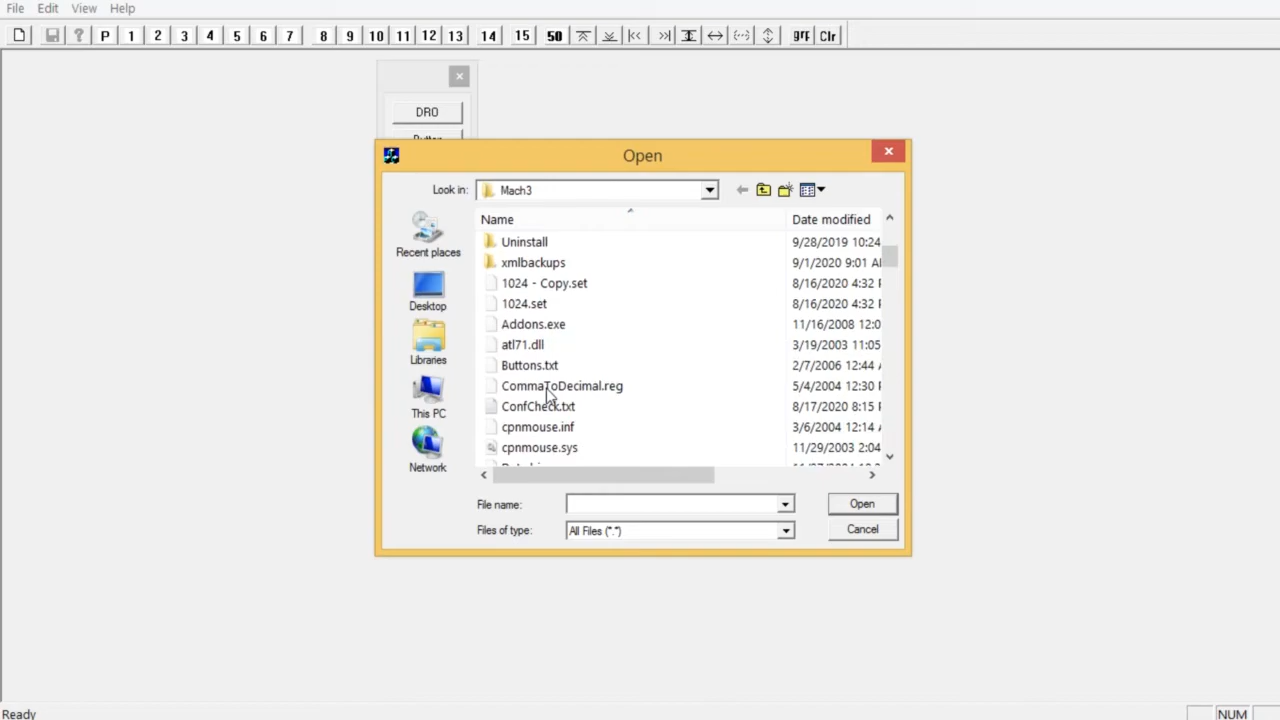 File Edit View Help
P 1 2 3 4 5 6 7 8 9 10 11 12 13 14 15 50 grf Clr
DRO
Button
Open
Look in: Mach3
Name Date modified
Recent places
Desktop
Libraries
This PC
Network
Uninstall 9/28/2019 10:24
xmlbackups 9/1/2020 9:01
1024 - Copy.set 8/16/2020 4:32
1024.set 8/16/2020 4:32
Addons.exe 11/16/2008 12:0
atl71.dll 3/19/2003 11:05
Buttons.txt 2/7/2006 12:44
CommaToDecimal.reg 5/4/2004 12:30
ConfCheck.txt 8/17/2020 8:15
cpnmouse.inf 3/6/2004 12:14
cpnmouse.sys 11/29/2003 2:04
File name: Open
Files of type: All Files (*.*) Cancel
Ready NUM